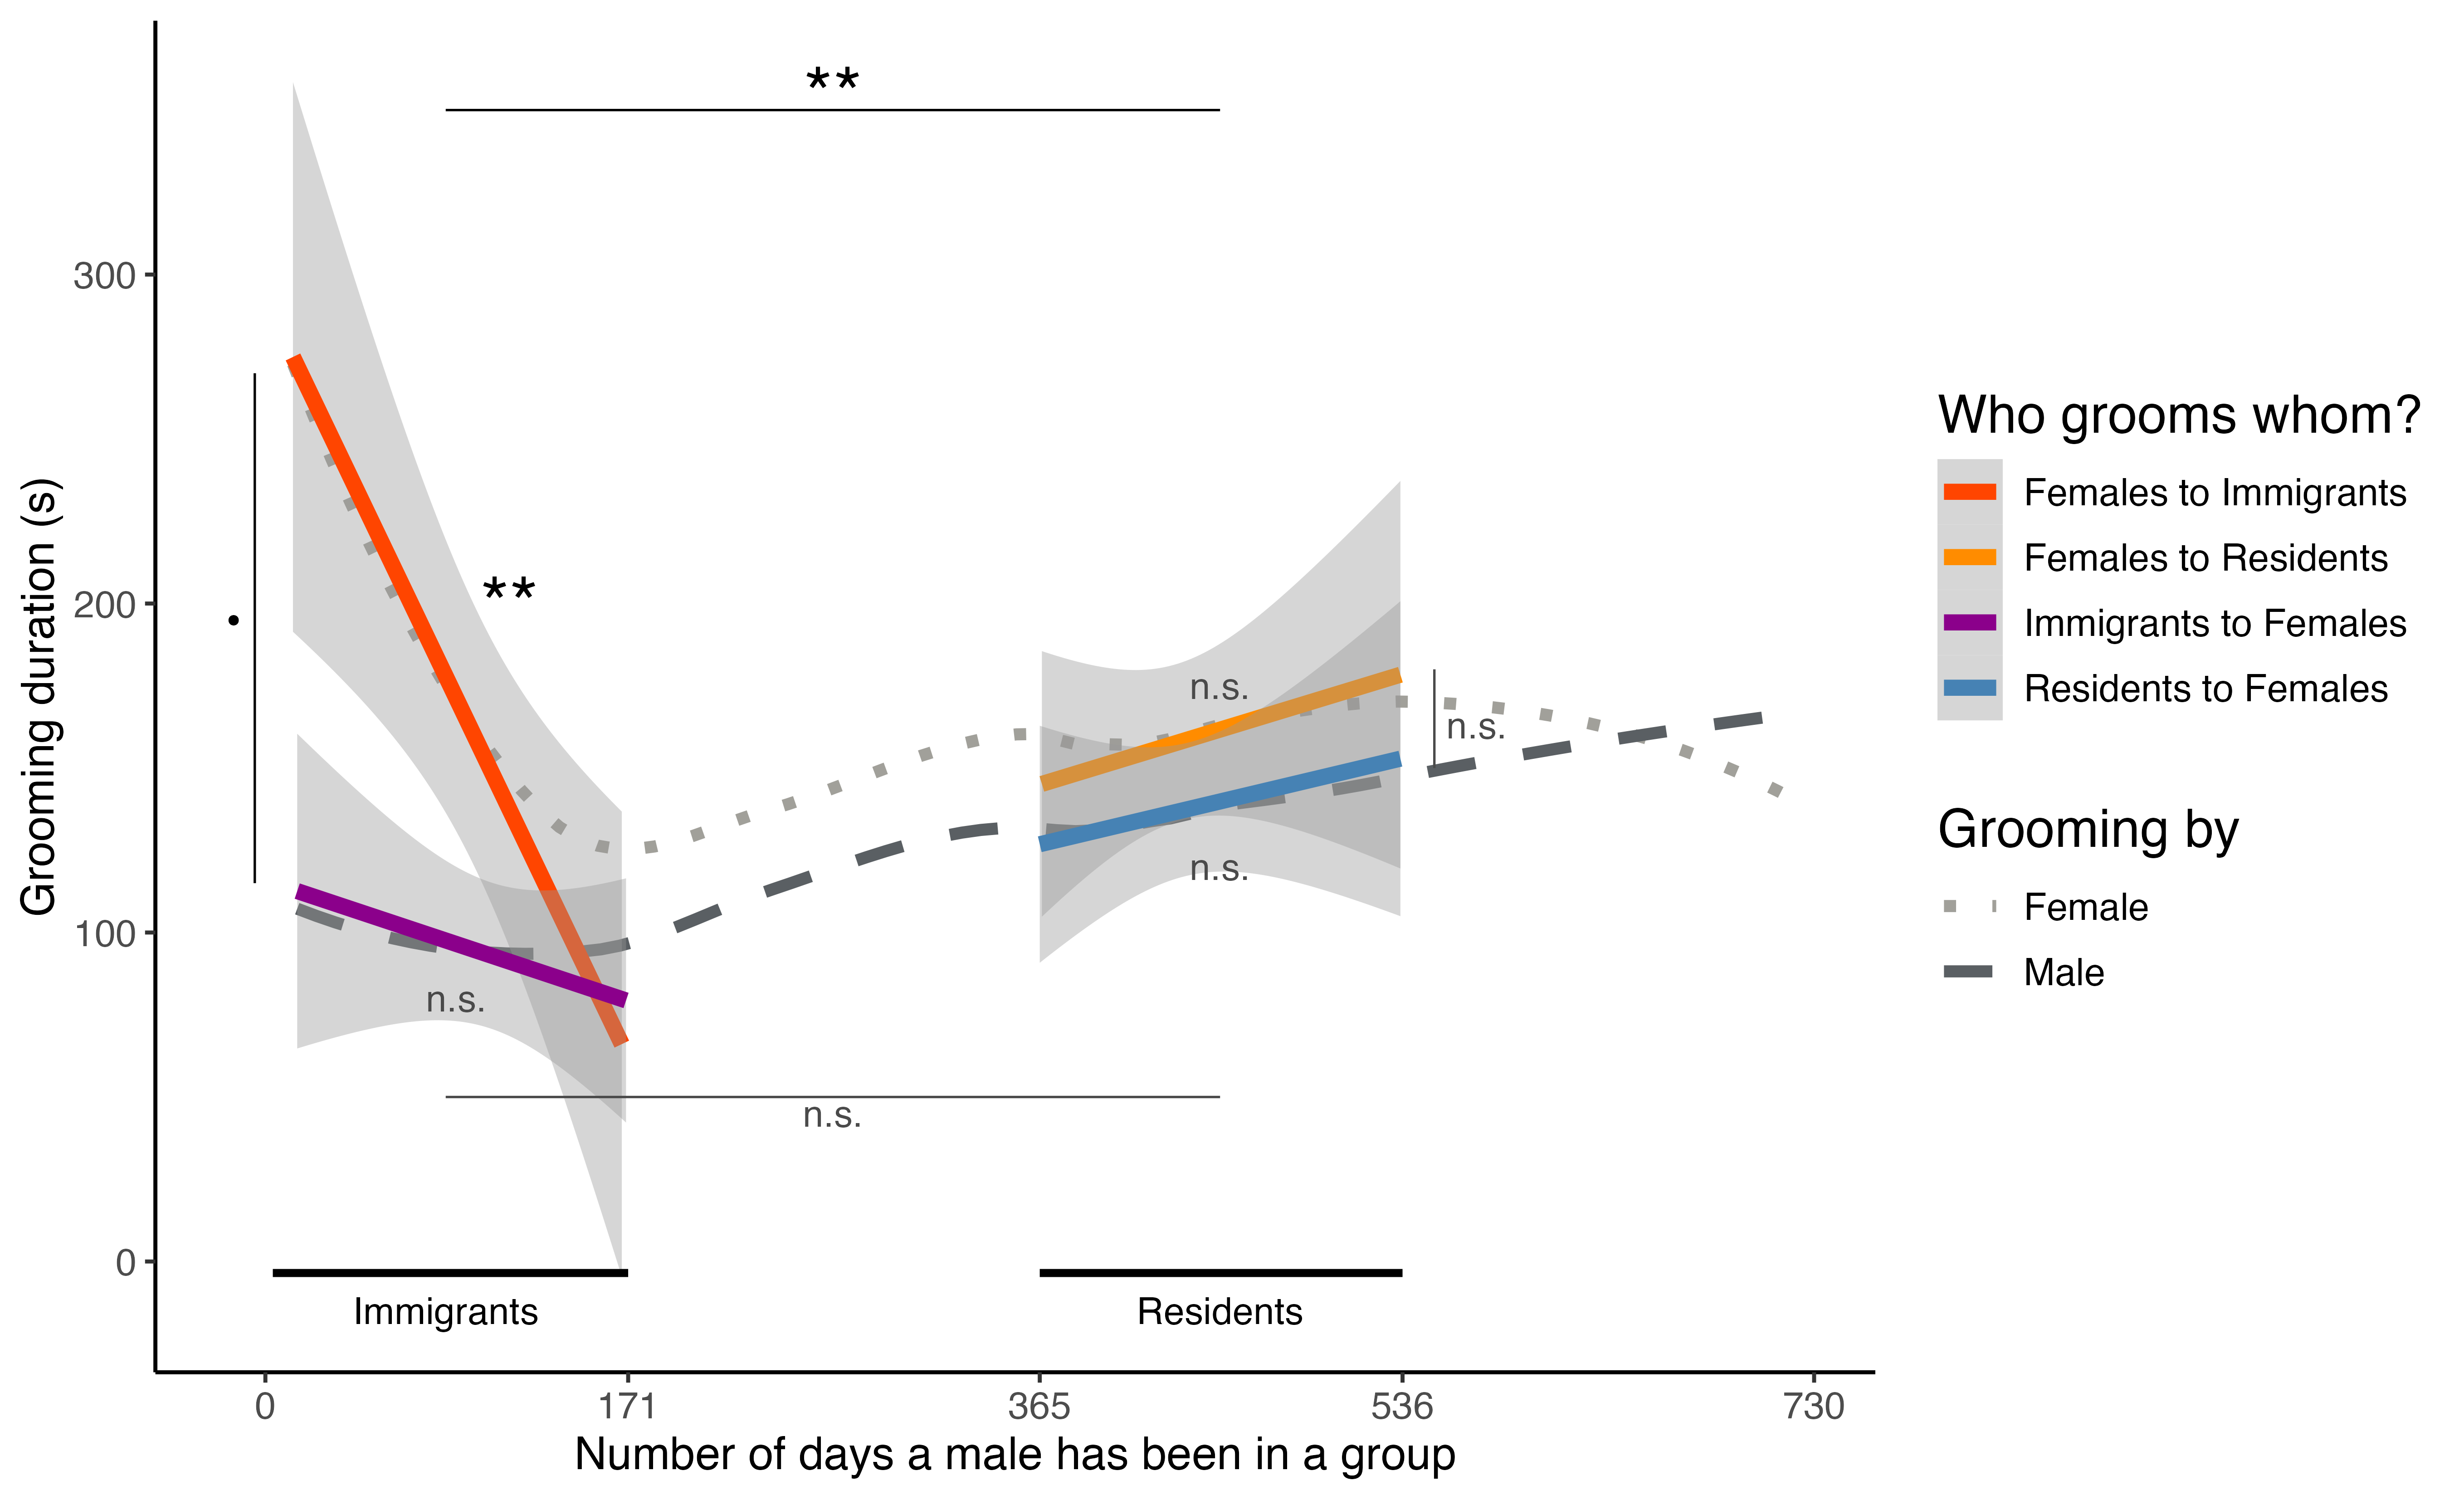 **
300
200
100
0
Grooming duration (s)
**
n.s.
n.s.
n.s.
n.s.
n.s.
Immigrants
Residents
0
171
365
536
730
Number of days a male has been in a group
Who grooms whom?
Females to Immigrants
Females to Residents
Immigrants to Females
Residents to Females
Grooming by
Female
Male